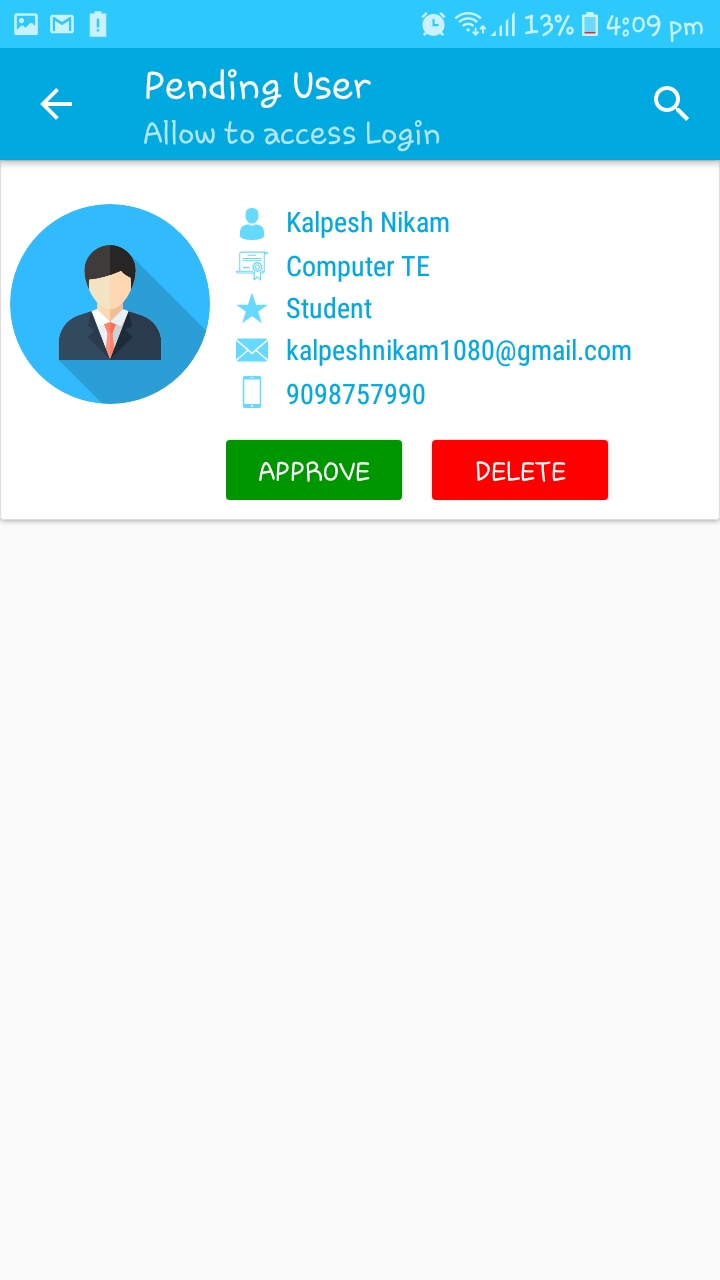 13% 4:09 pm
Pending User
Allow to access Login
Kalpesh Nikam
Computer TE
Student
kalpeshnikam1080@gmail.com
9098757990
APPROVE DELETE